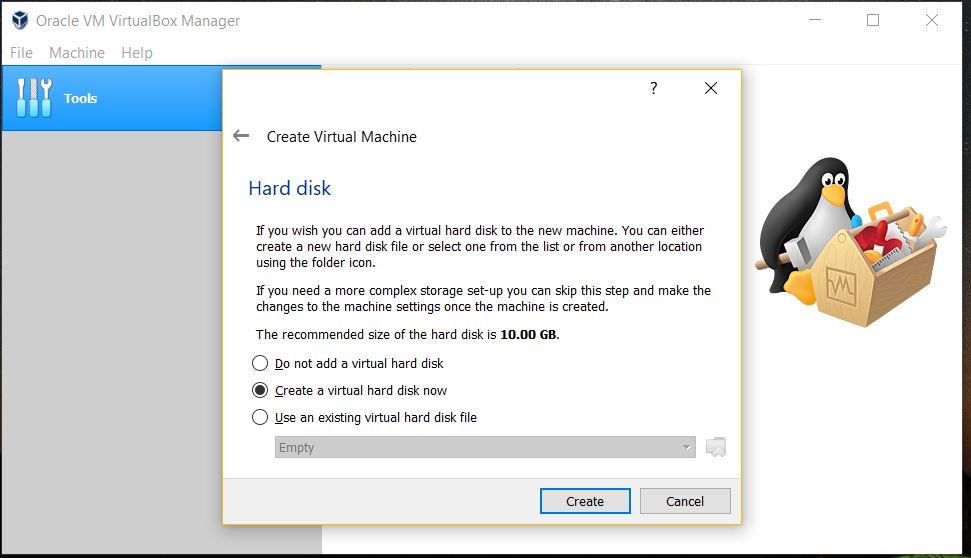 Oracle VM VirtualBox Manager
File Machine Help
Tools
?
Create Virtual Machine
Hard disk
If you wish you can add a virtual hard disk to the new machine. You can either
create a new hard disk file or select one from the list or from another location
using the folder icon.
If you need a more complex storage set-up you can skip this step and make the
changes to the machine settings once the machine is created.
The recommended size of the hard disk is 10.00 GB.
Do not add a virtual hard disk
Create a virtual hard disk now
Use an existing virtual hard disk file
Empty
Create Cancel